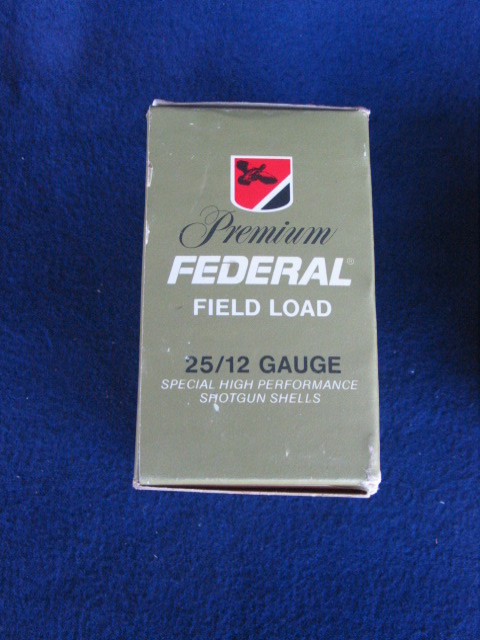 Premium
FEDERAL®
FIELD LOAD
25/12 GAUGE
SPECIAL HIGH PERFORMANCE
SHOTGUN SHELLS